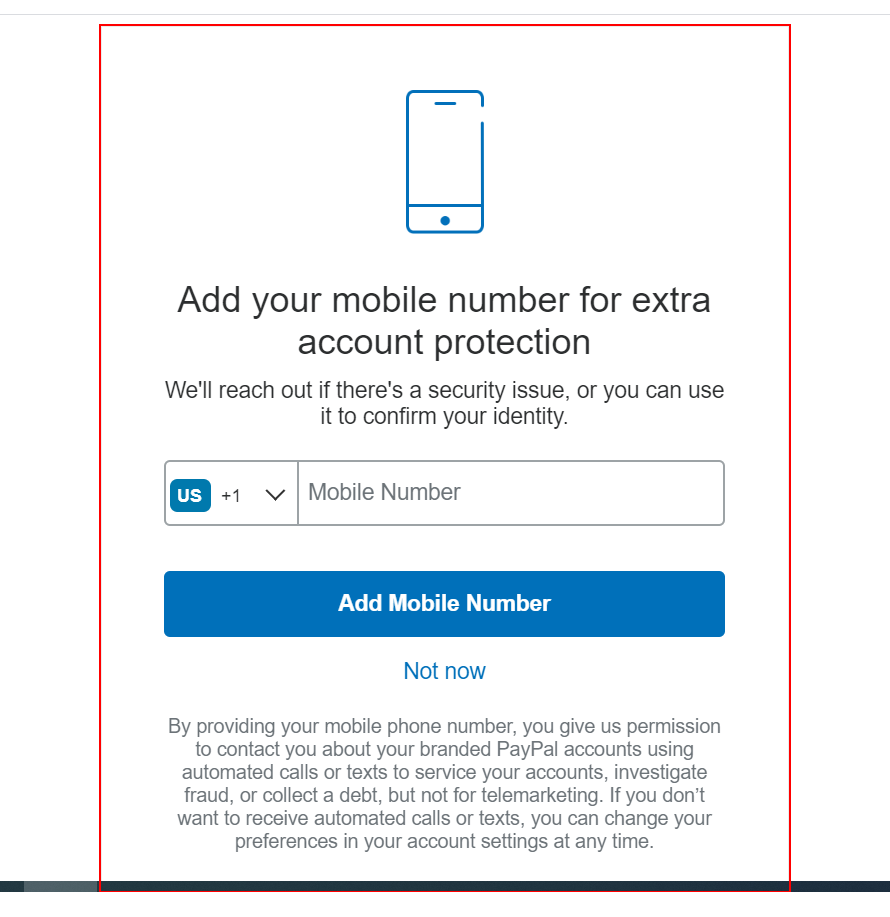 Add your mobile number for extra
account protection
We'll reach out if there's a security issue, or you can use
it to confirm your identity.
US +1 Mobile Number
Add Mobile Number
Not now
By providing your mobile phone number, you give us permission
to contact you about your branded PayPal accounts using
automated calls or texts to service your accounts, investigate
fraud, or collect a debt, but not for telemarketing. If you don’t
want to receive automated calls or texts, you can change your
preferences in your account settings at any time.